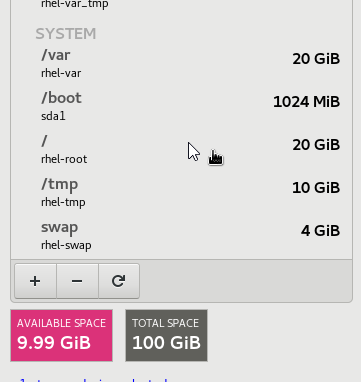 rhel-var_tmp
SYSTEM
/var 20 GiB
rhel-var
/boot 1024 MiB
sda1
/ 20 GiB
rhel-root
/tmp 10 GiB
rhel-tmp
swap 4 GiB
rhel-swap
AVAILABLE SPACE
9.99 GiB
TOTAL SPACE
100 GiB